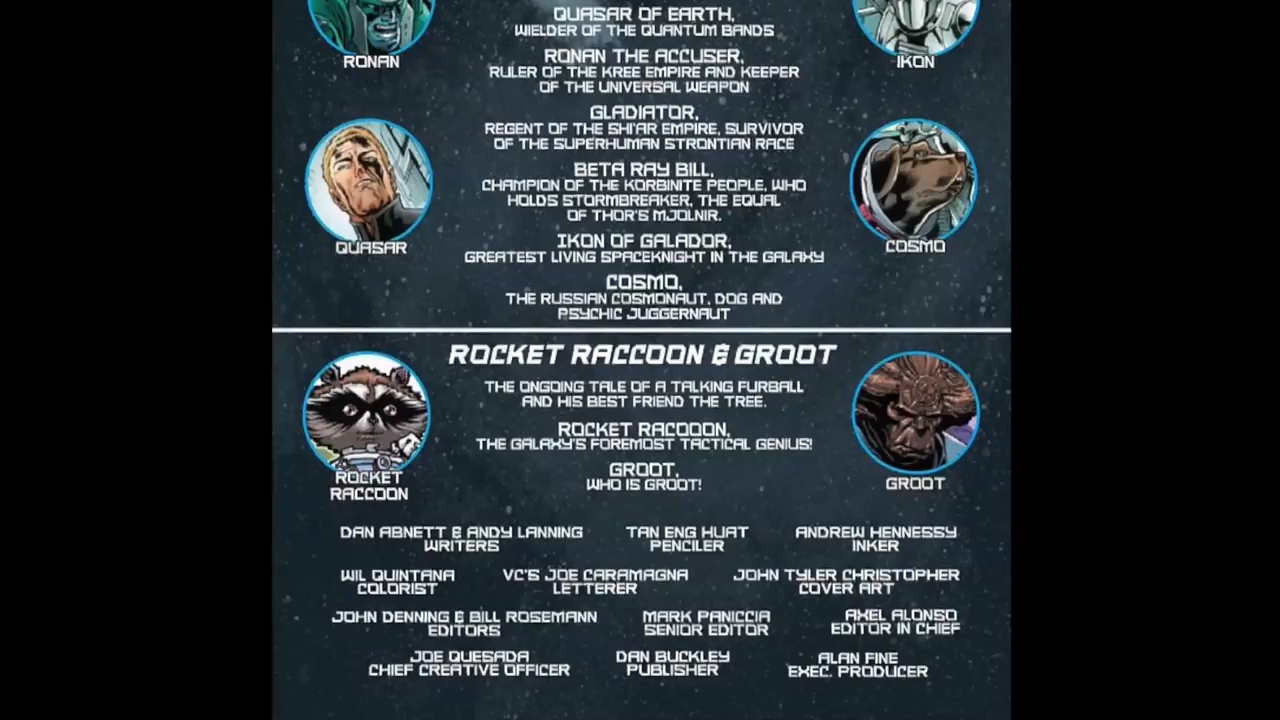 QUASAR OF EARTH,
WIELDER OF THE QUANTUM BANDS
RONAN THE ACCUSER,
RULER OF THE KREE EMPIRE AND KEEPER
OF THE UNIVERSAL WEAPON
RONAN
IKON
GLADIATOR,
REGENT OF THE SHI'AR EMPIRE, SURVIVOR
OF THE SUPERHUMAN STRONTIAN RACE
BETA RAY BILL,
CHAMPION OF THE KORBINITE PEOPLE, WHO
HOLDS STORMBREAKER, THE EQUAL
OF THOR'S MJOLNIR.
QUASAR
COSMO
IKON OF GALADOR,
GREATEST LIVING SPACEKNIGHT IN THE GALAXY
COSMO,
THE RUSSIAN COSMONAUT, DOG AND
PSYCHIC JUGGERNAUT
ROCKET RACCOON & GROOT
THE ONGOING TALE OF A TALKING FURBALL
AND HIS BEST FRIEND THE TREE.
ROCKET RACOOON,
THE GALAXY'S FOREMOST TACTICAL GENIUS!
GROOT,
WHO IS GROOT!
ROCKET
RACCOON
GROOT
DAN ABNETT & ANDY LANNING
WRITERS
TAN ENG HUAT
PENCILER
ANDREW HENNESSY
INKER
WIL QUINTANA
COLORIST
VC'S JOE CARAMAGNA
LETTERER
JOHN TYLER CHRISTOPHER
COVER ART
JOHN DENNING & BILL ROSEMANN
EDITORS
MARK PANICCIA
SENIOR EDITOR
AXEL ALONSO
EDITOR IN CHIEF
JOE QUESADA
CHIEF CREATIVE OFFICER
DAN BUCKLEY
PUBLISHER
ALAN FINE
EXEC. PRODUCER